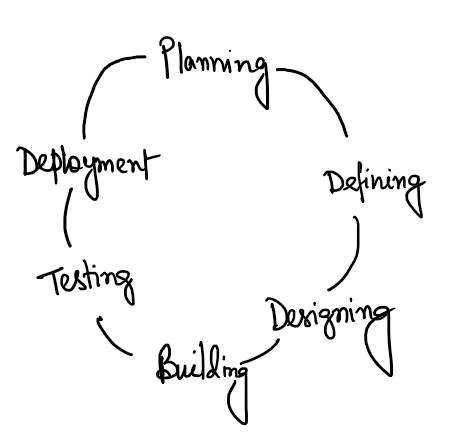 Planning
Defining
Designing
Building
Testing
Deployment